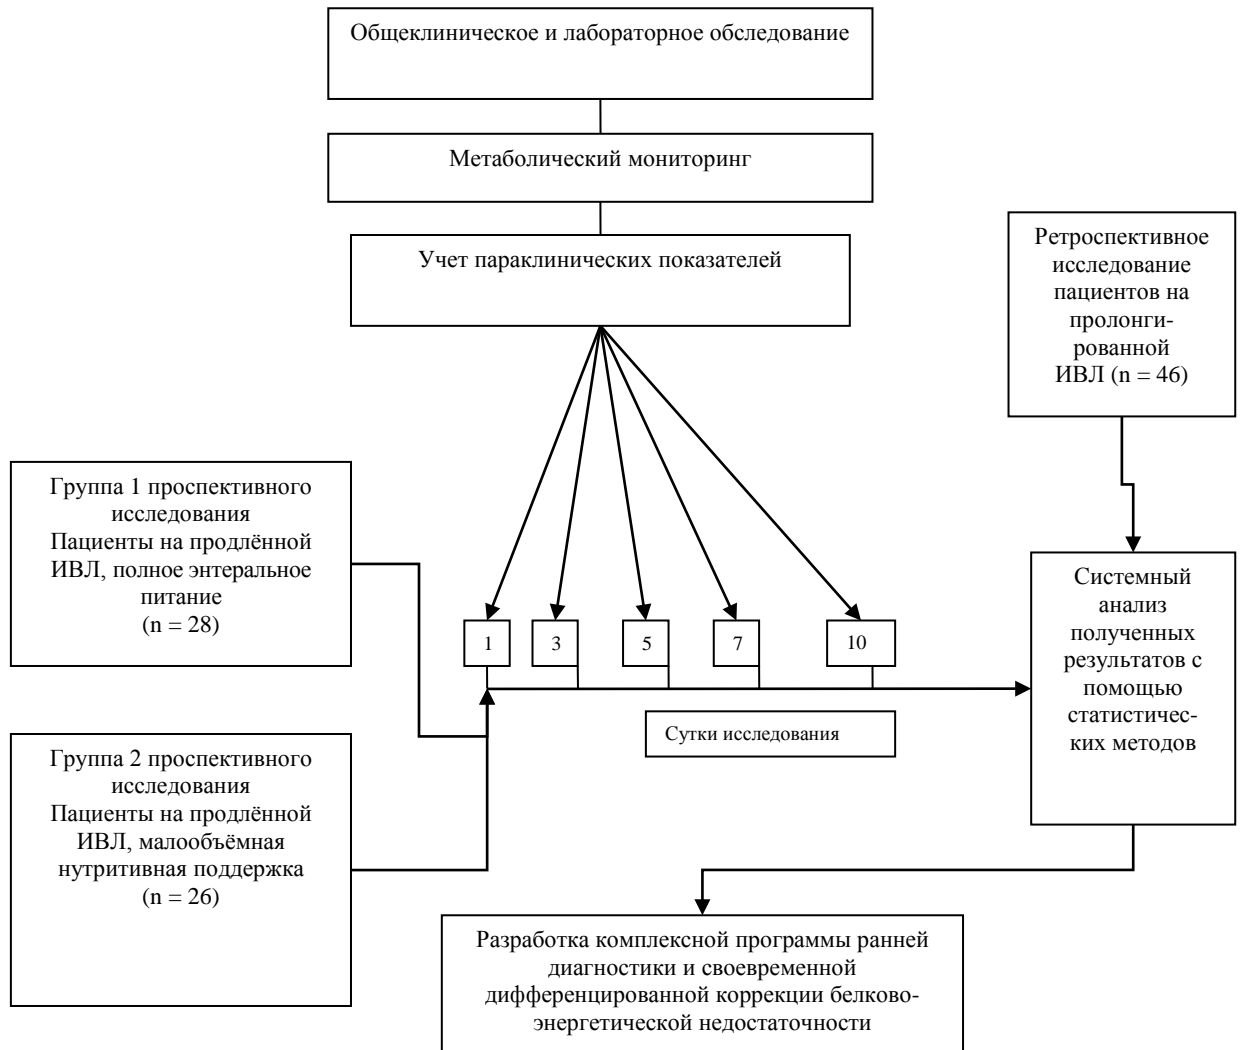 Общеклиническое и лабораторное обследование
Метаболический мониторинг
Учет параклинических показателей
Ретроспективное
исследование
пациентов на
пролонги-
рованной
ИВЛ (n = 46)
Группа 1 проспективного
исследования
Пациенты на продлённой
ИВЛ, полное энтеральное
питание
(n = 28)
1
3
5
7
10
Сутки исследования
Системный
анализ
полученных
результатов с
помощью
статистичес-
ких методов
Группа 2 проспективного
исследования
Пациенты на продлённой
ИВЛ, малообъёмная
нутритивная поддержка
(n = 26)
Разработка комплексной программы ранней
диагностики и своевременной
дифференцированной коррекции белково-
энергетической недостаточности